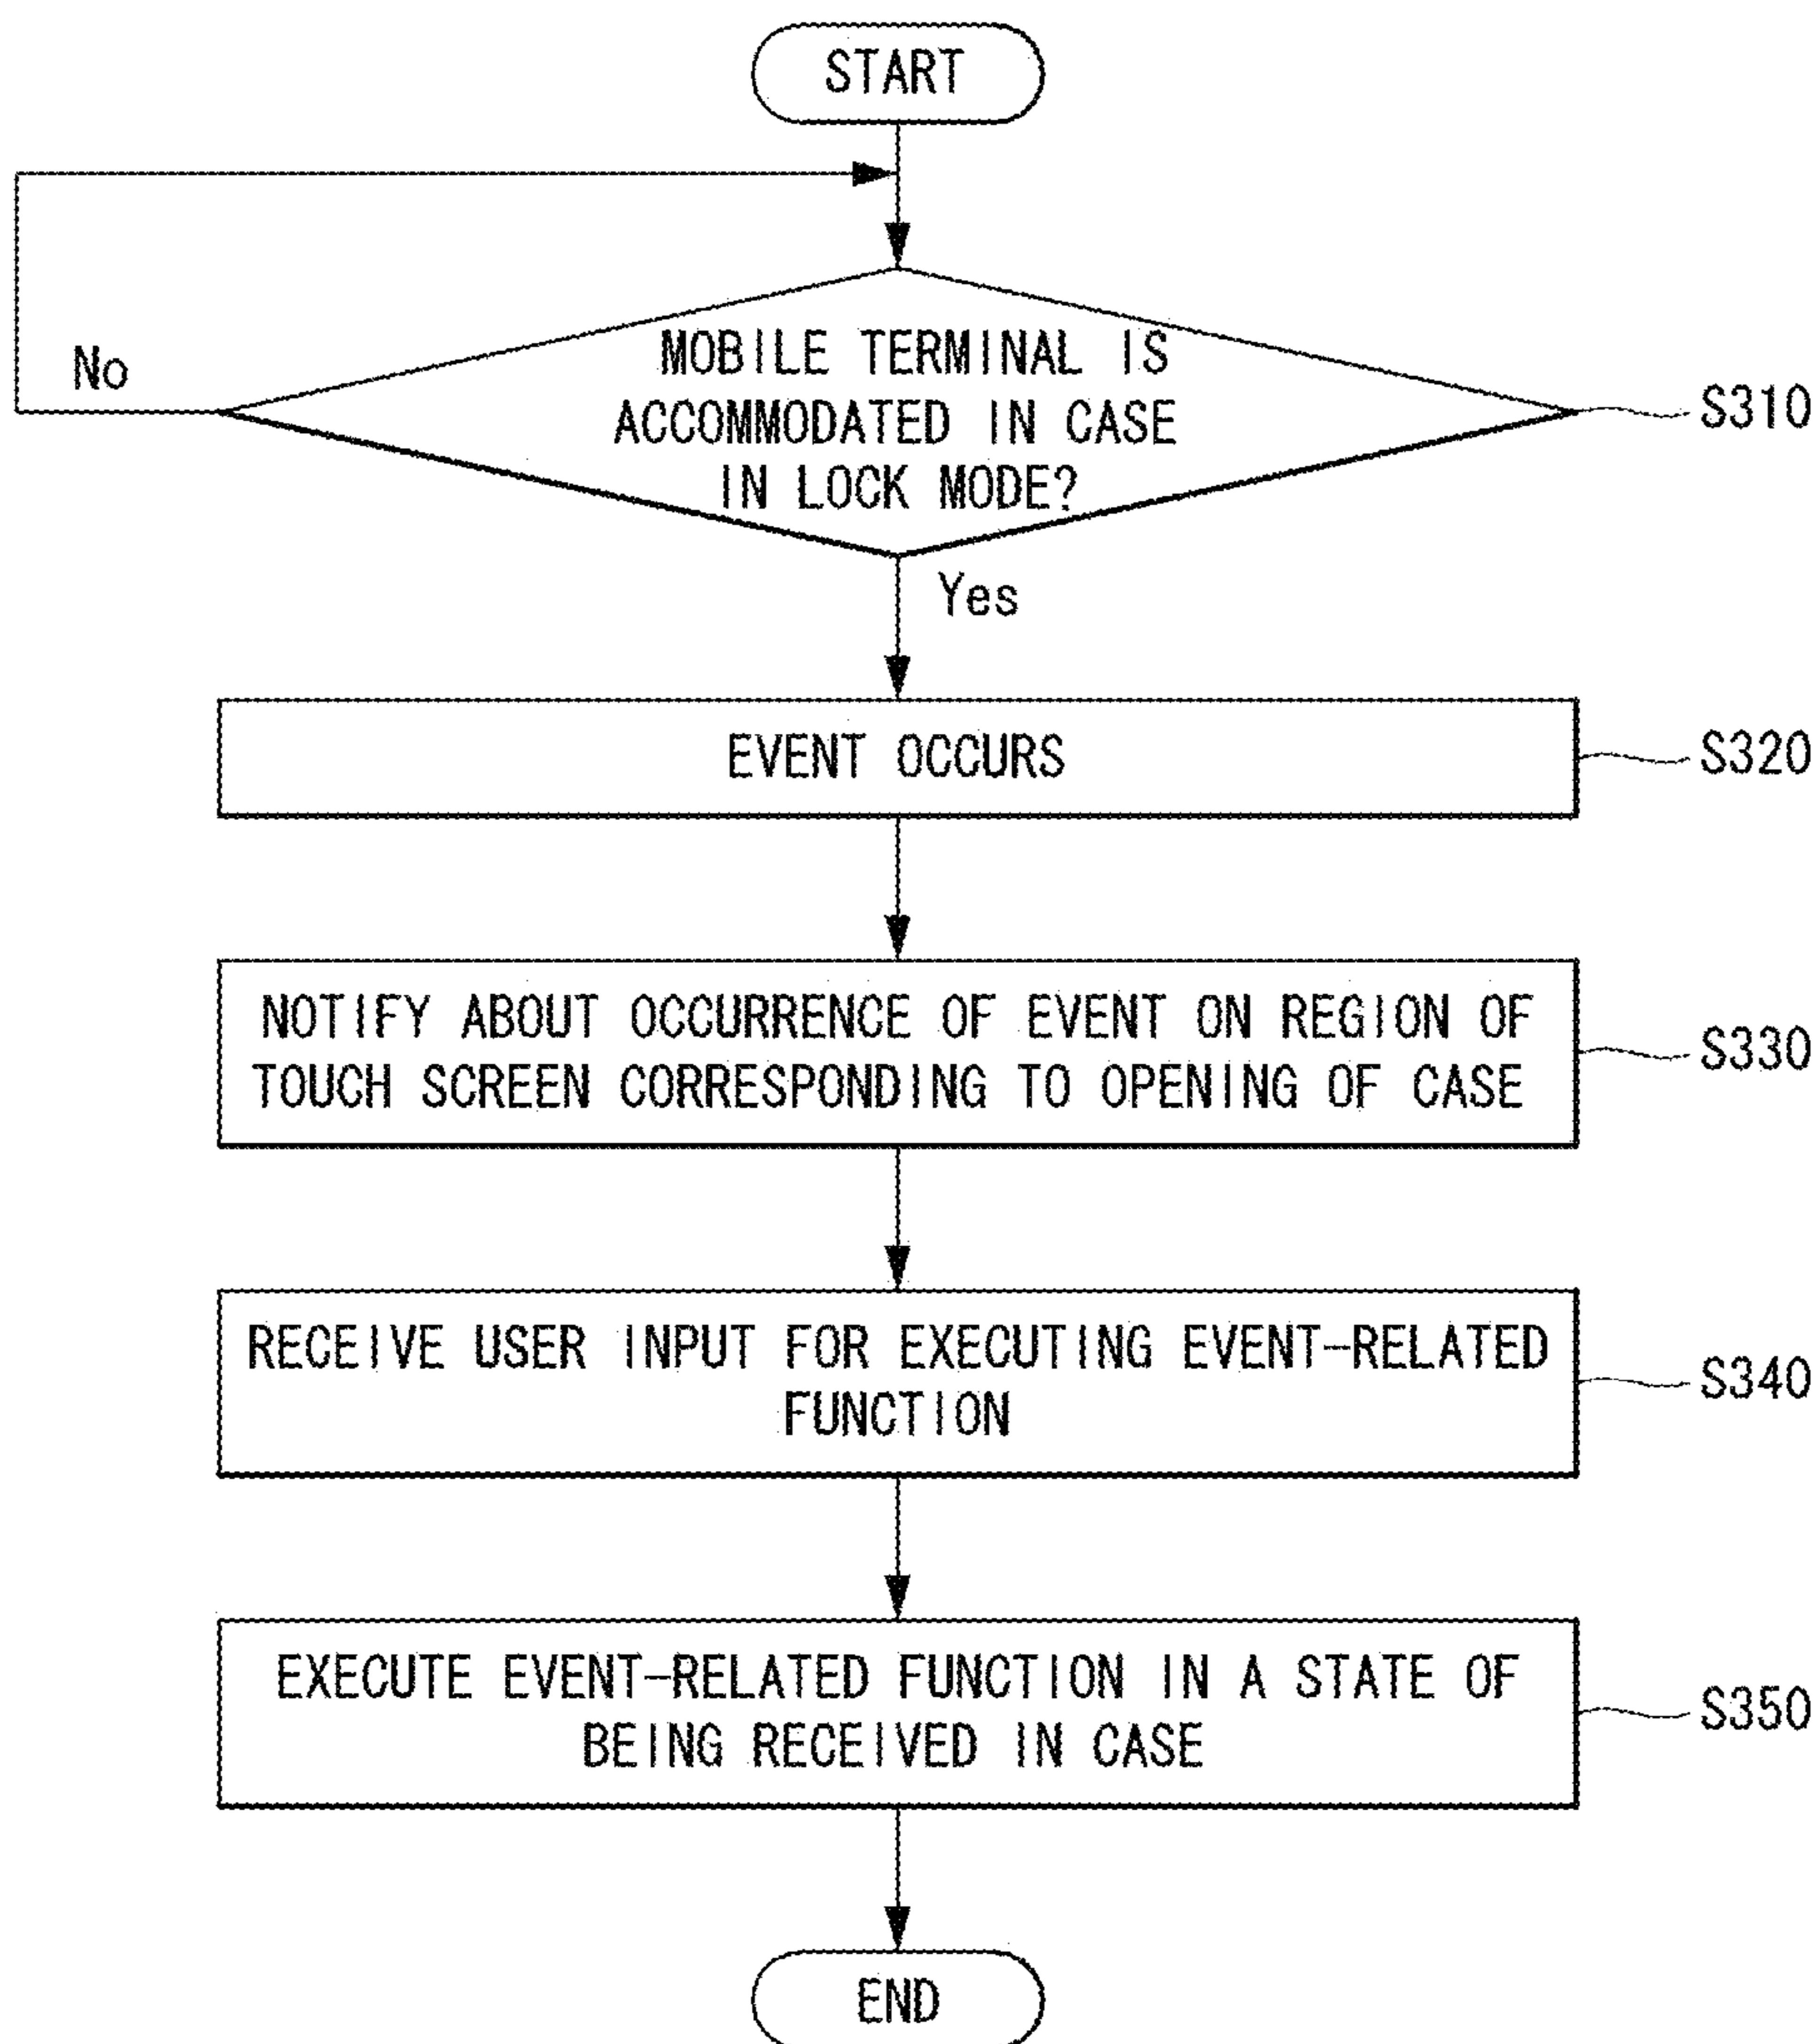 START
No
MOBILE TERMINAL IS
ACCOMMODATED IN CASE
IN LOCK MODE?
S310
Yes
EVENT OCCURS
S320
NOTIFY ABOUT OCCURRENCE OF EVENT ON REGION OF
TOUCH SCREEN CORRESPONDING TO OPENING OF CASE
S330
RECEIVE USER INPUT FOR EXECUTING EVENT-RELATED
FUNCTION
S340
EXECUTE EVENT-RELATED FUNCTION IN A STATE OF
BEING RECEIVED IN CASE
S350
END